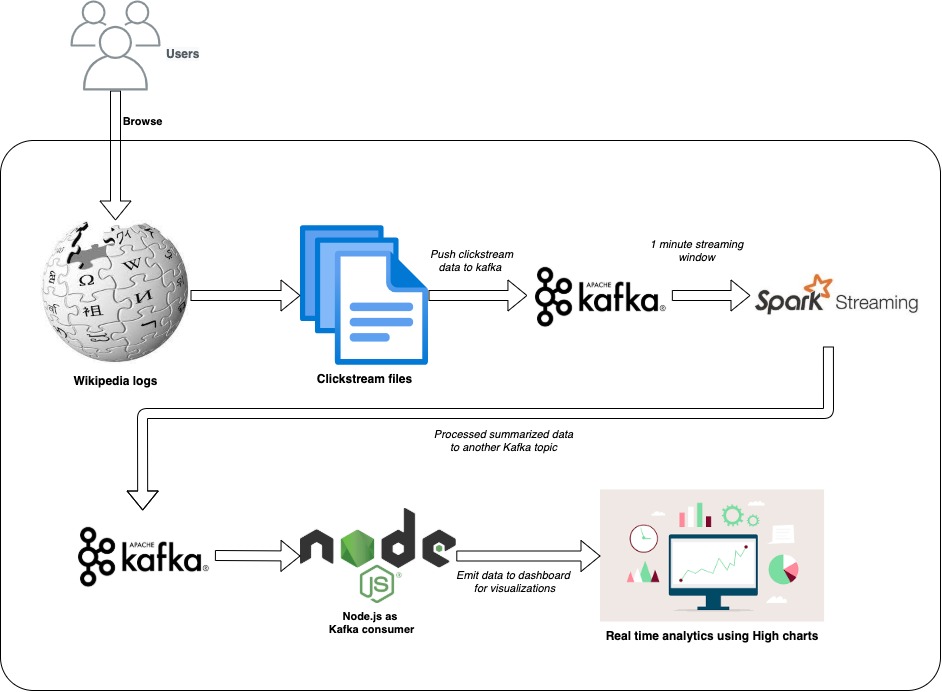 Users
Browse
Wikipedia logs
Clickstream files
Push clickstream
data to kafka
APACHE
kafka®
1 minute streaming
window
Spark Streaming
Processed summarized data
to another Kafka topic
APACHE
kafka®
node
JS®
Node.js as
Kafka consumer
Emit data to dashboard
for visualizations
Real time analytics using High charts
Ω
W
И
祖